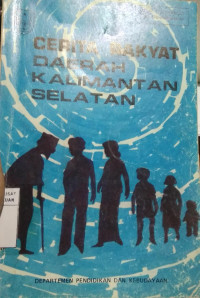 CERITA RAKYAT
DAERAH
KALIMANTAN
SELATAN
DEPARTEMEN PENDIDIKAN DAN KEBUDAYAAN